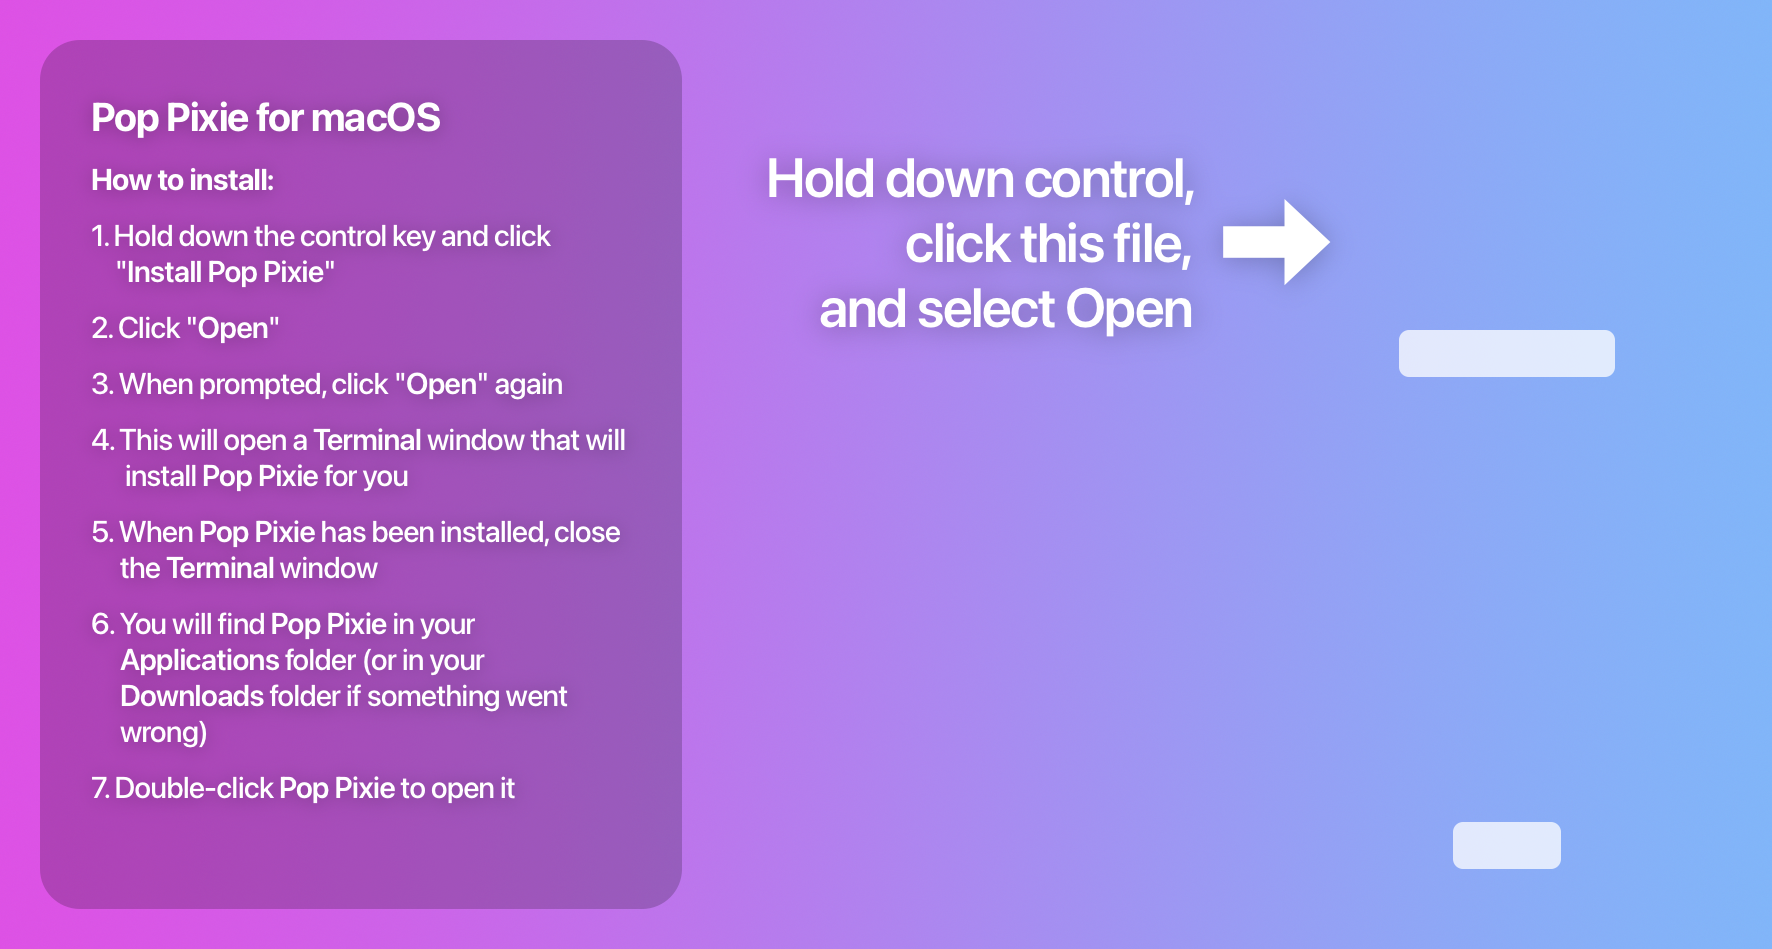 Pop Pixie for macOS
How to install:
1. Hold down the control key and click
"Install Pop Pixie"
2. Click "Open"
3. When prompted, click "Open" again
4. This will open a Terminal window that will
install Pop Pixie for you
5. When Pop Pixie has been installed, close
the Terminal window
6. You will find Pop Pixie in your
Applications folder (or in your
Downloads folder if something went
wrong)
7. Double-click Pop Pixie to open it
Hold down control,
click this file,
and select Open